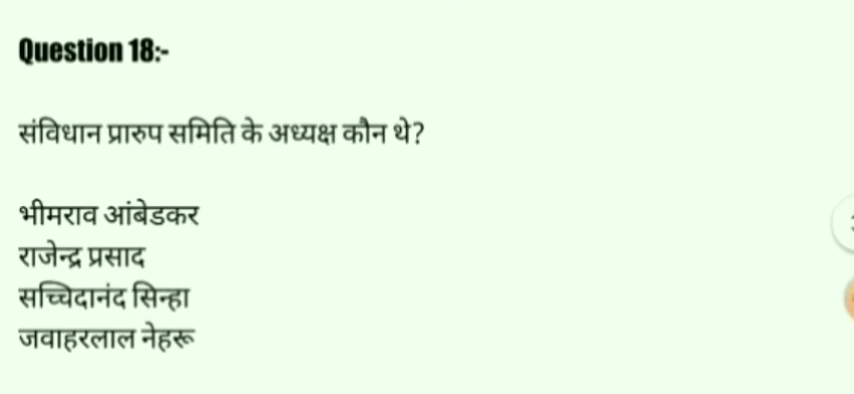 Question 18:-
संविधान प्रारुप समिति के अध्यक्ष कौन थे?
भीमराव आंबेडकर
राजेन्द्र प्रसाद
सच्चिदानंद सिन्हा
जवाहरलाल नेहरू